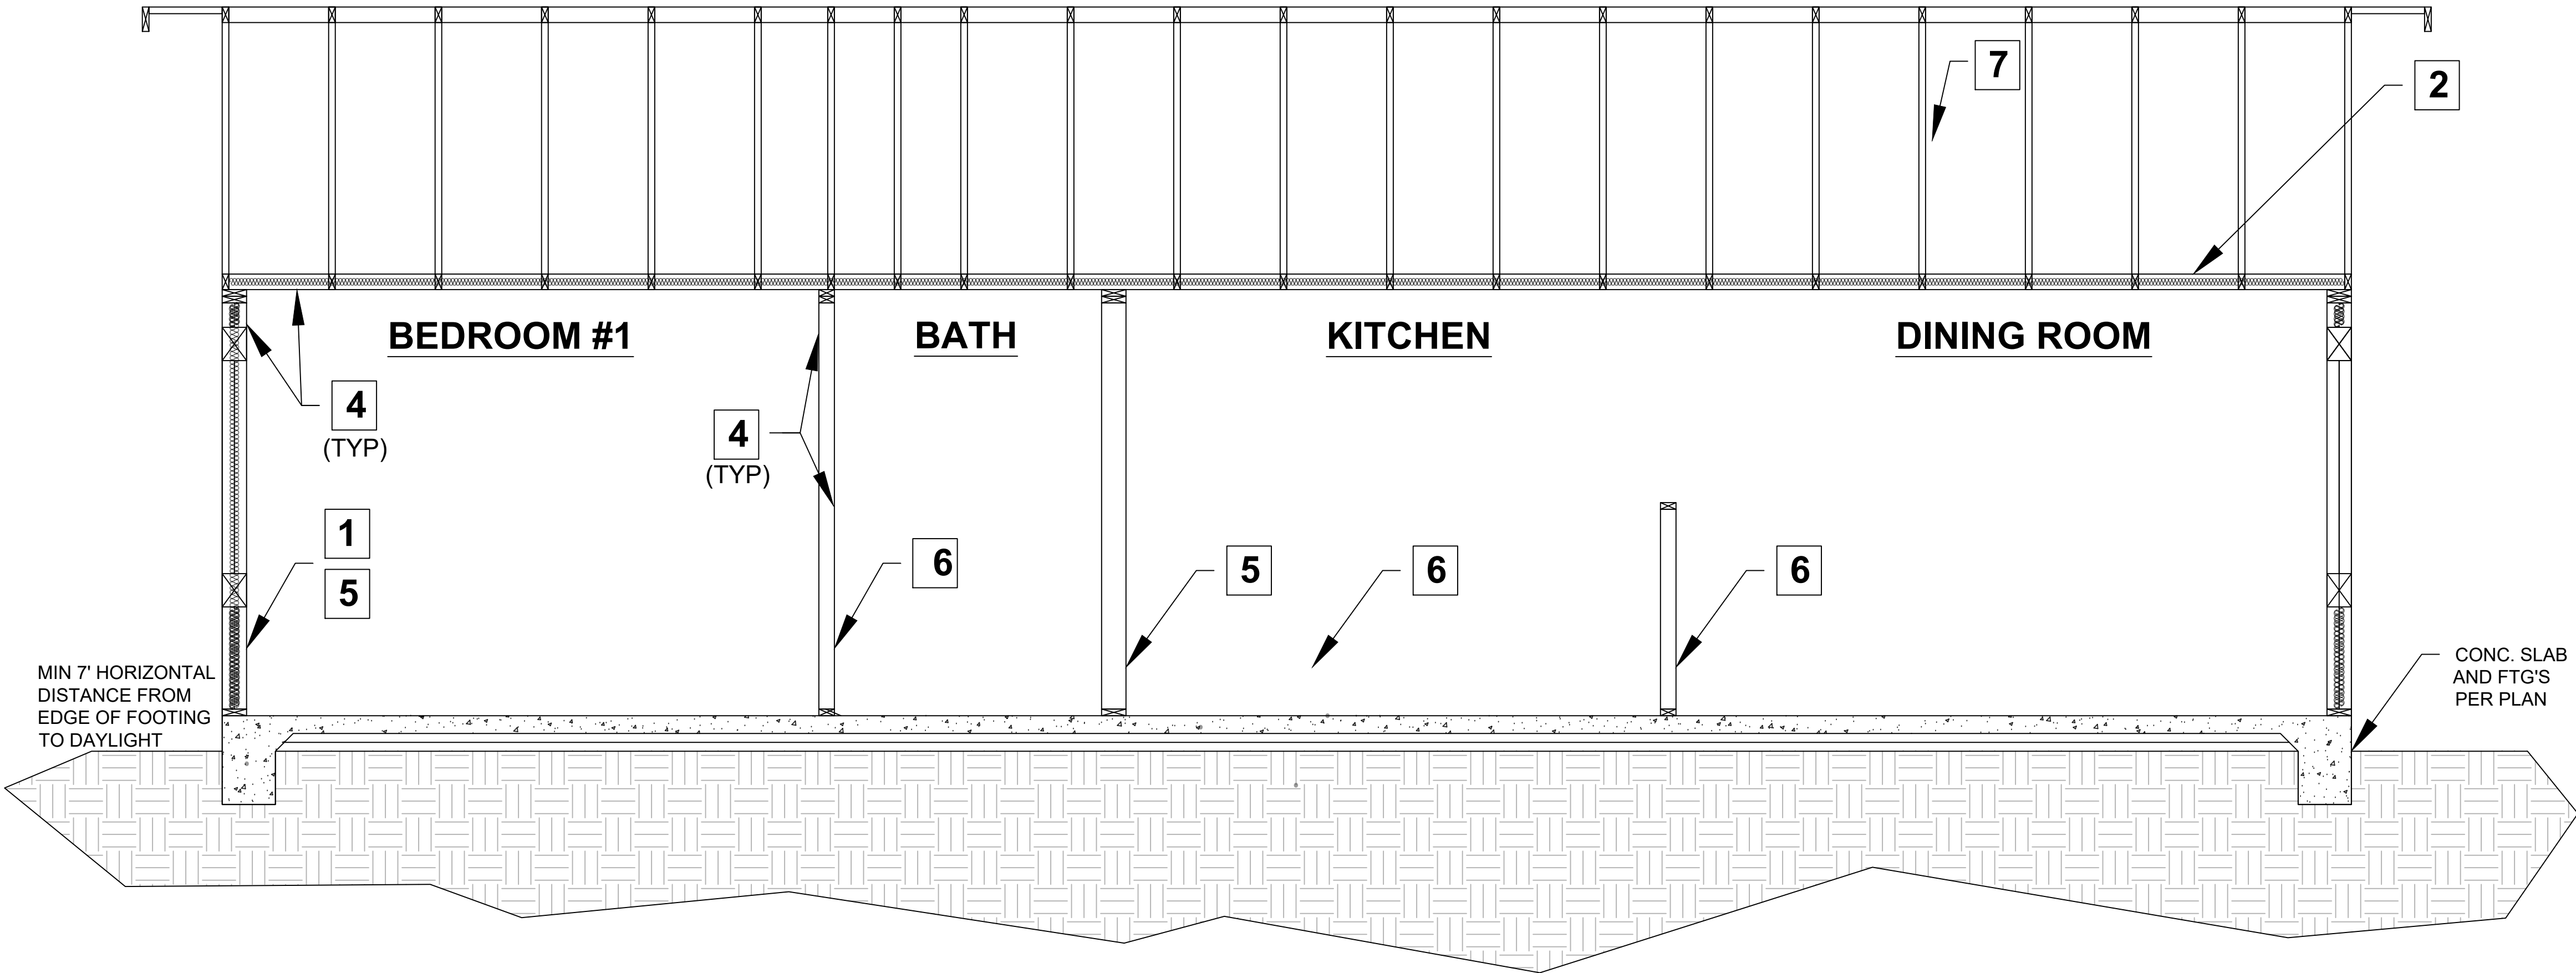 7
2
BEDROOM #1
BATH
KITCHEN
DINING ROOM
4
(TYP)
4
(TYP)
1
5
6
5
6
6
MIN 7' HORIZONTAL
DISTANCE FROM
EDGE OF FOOTING
TO DAYLIGHT
CONC. SLAB
AND FTG'S
PER PLAN